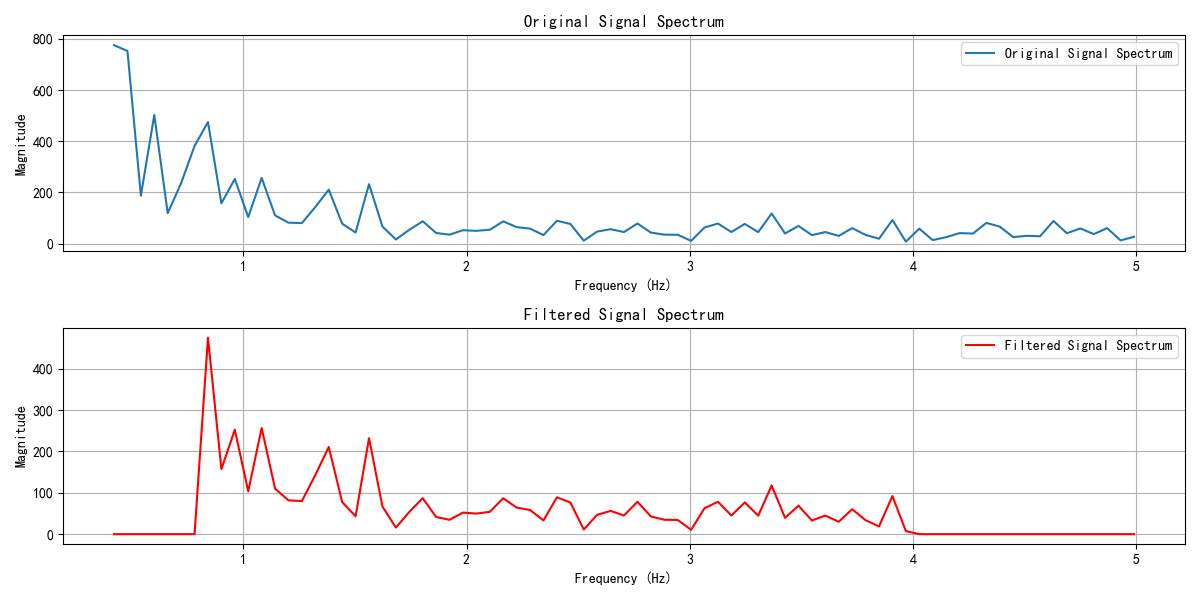 Original Signal Spectrum
800
600
400
200
0
Magnitude
Original Signal Spectrum
1 2 3 4 5
Frequency (Hz)
Filtered Signal Spectrum
400
300
200
100
0
Magnitude
Filtered Signal Spectrum
1 2 3 4 5
Frequency (Hz)